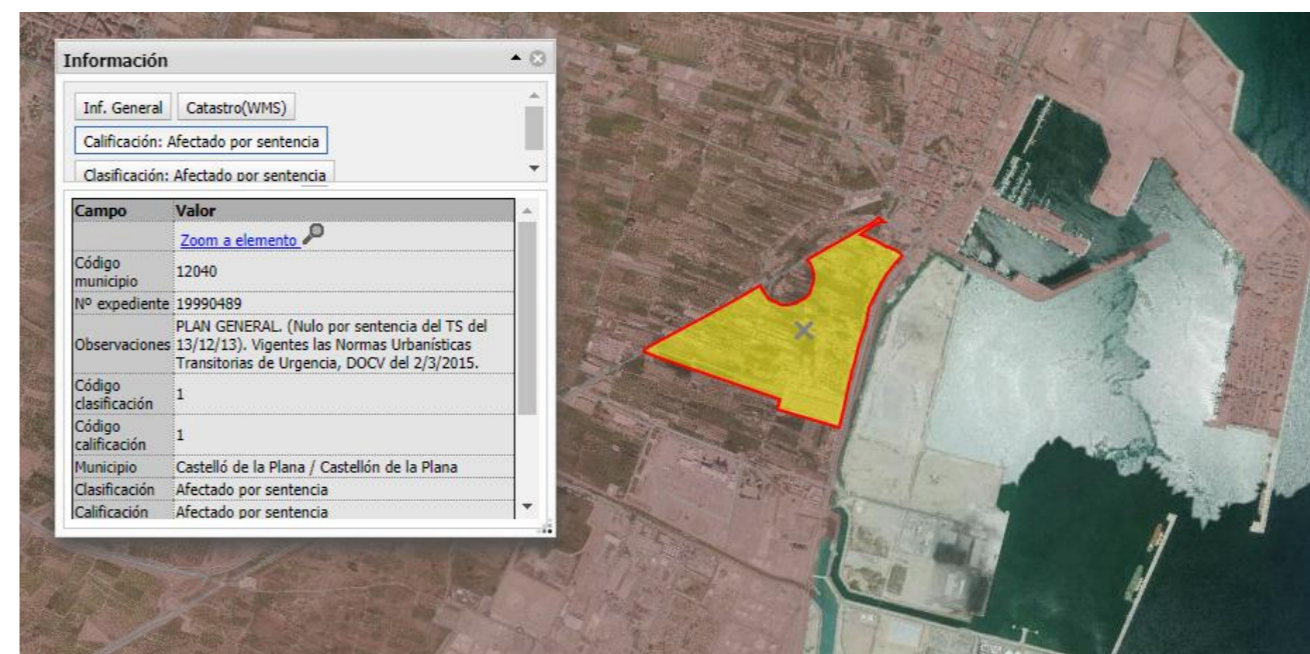 Información
Inf. General Catastro(WMS)
Calificación: Afectado por sentencia
Clasificación: Afectado por sentencia
Campo Valor
Zoom a elemento
Código
municipio 12040
Nº expediente 19990489
Observaciones PLAN GENERAL. (Nulo por sentencia del TS del
13/12/13). Vigentes las Normas Urbanísticas
Transitorias de Urgencia, DOCV del 2/3/2015.
Código
clasificación 1
Código
calificación 1
Municipio Castelló de la Plana / Castellón de la Plana
Clasificación Afectado por sentencia
Calificación Afectado por sentencia